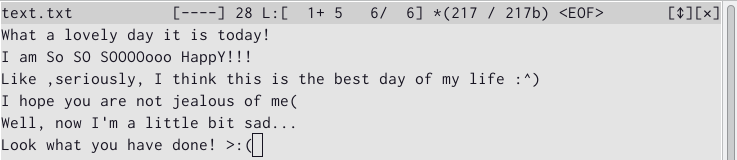 text.txt [----] 28 L:[ 1+ 5 6/ 6] *(217 / 217b) <EOF> [↕][×]
What a lovely day it is today!
I am So SO SOOOOooo HappY!!!
Like ,seriously, I think this is the best day of my life :^)
I hope you are not jealous of me(
Well, now I'm a little bit sad...
Look what you have done! >:(